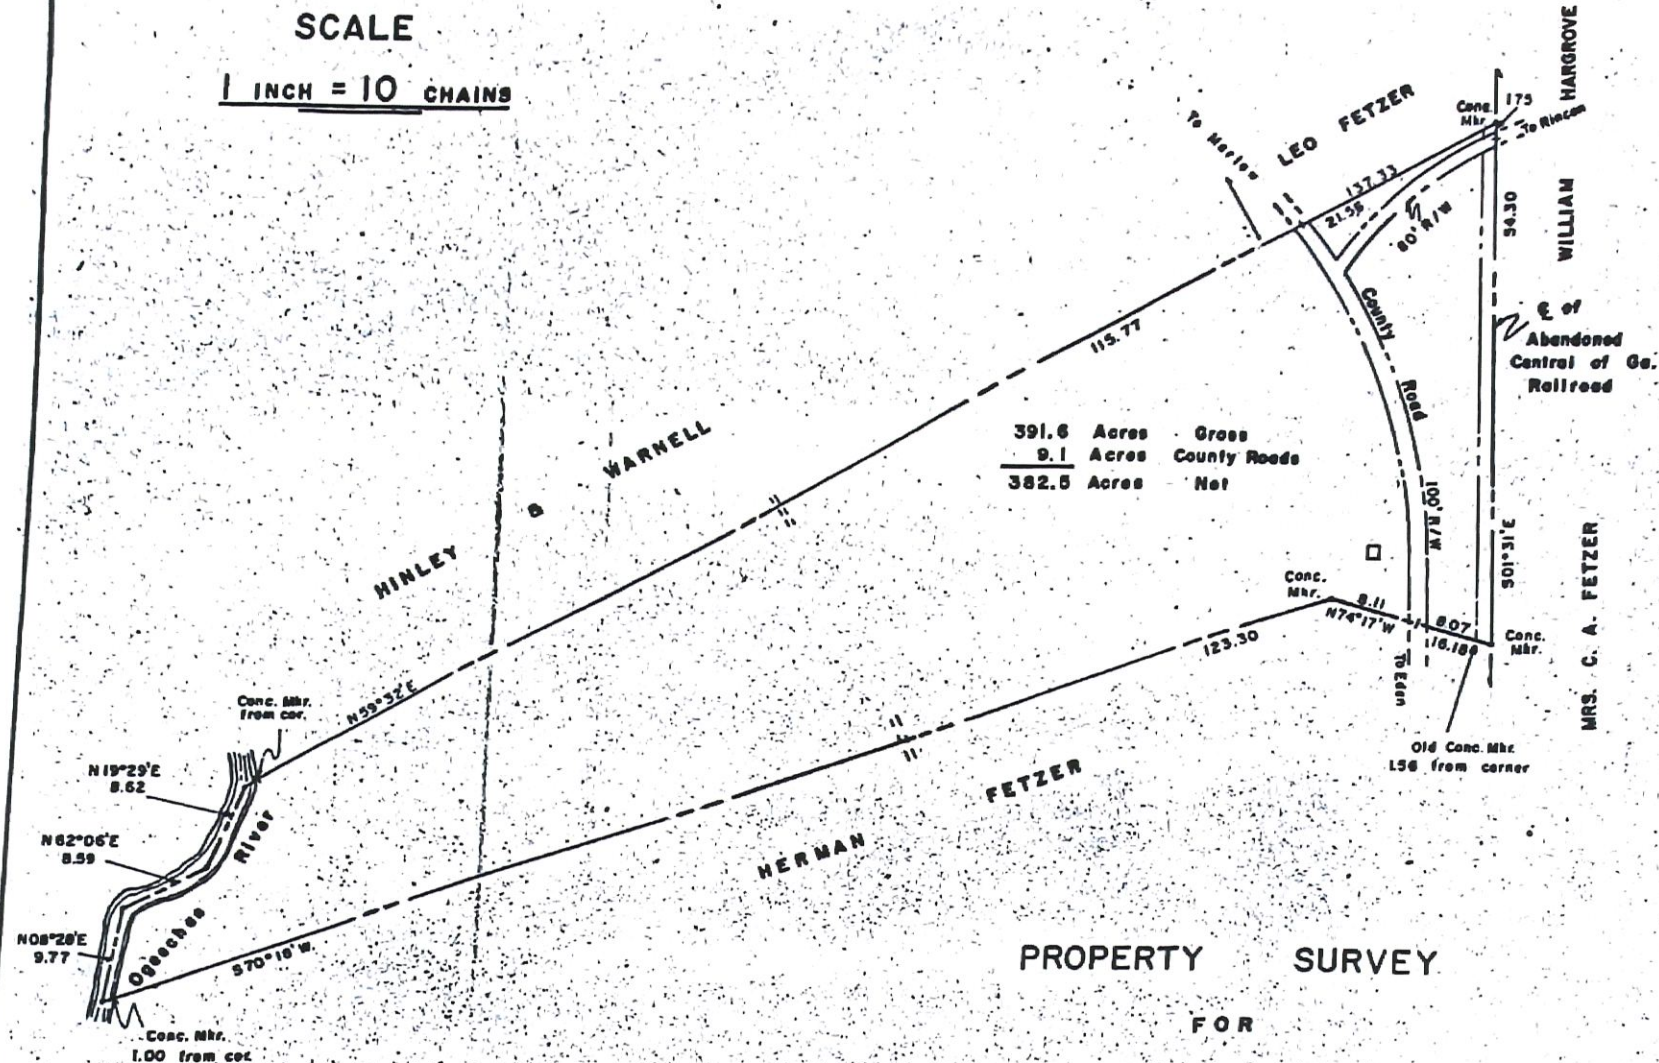 SCALE
1 INCH = 10 CHAINS
HARGROVE
WILLIAM
175
Conc.
Mkr.
To Rincon
LEO FETZER
To Marlow
137.33
21.56
80' R/W
54.30
℄ of
Abandoned
Central of Ga.
Railroad
County Road
115.77
HINLEY & WARNELL
391.6 Acres Gross
9.1 Acres County Roads
382.5 Acres Net
100' R/W
S01°31'E
MRS. C. A. FETZER
Conc.
Mkr.
8.11
N74°17'W
8.07
16.18
Conc.
Mkr.
To Eden
123.30
Old Conc. Mkr.
1.56 from corner
Conc. Mkr.
from cor.
N59°32'E
N19°29'E
8.62
N62°06'E
8.59
N08°28'E
9.77
Ogeechee River
S70°16'W
Conc. Mkr.
1.00 from cor.
HERMAN FETZER
PROPERTY SURVEY
FOR